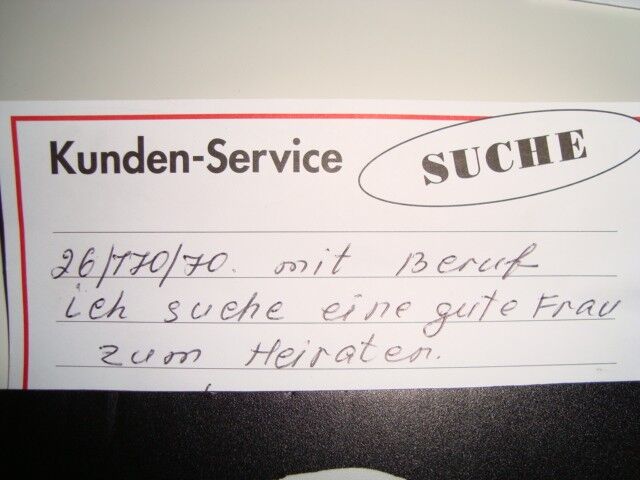 Kunden-Service
SUCHE
26/170/70. mit Beruf
ich suche eine gute Frau
zum Heiraten.